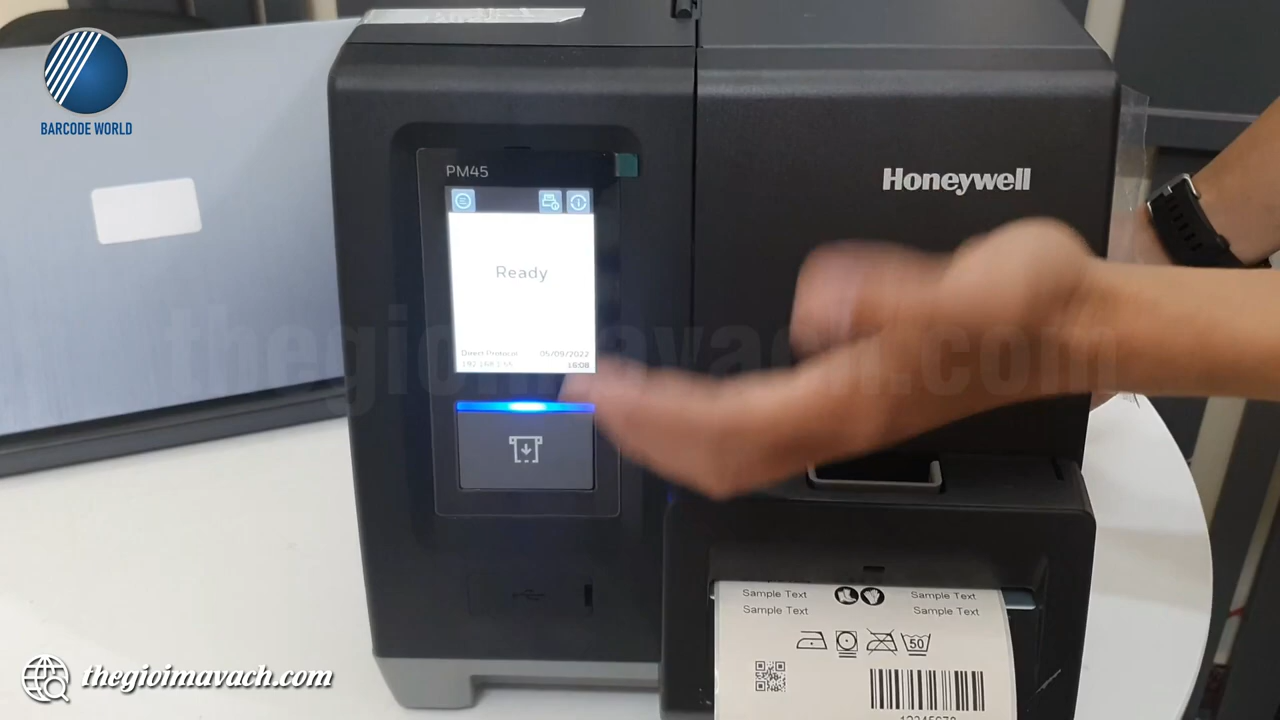 BARCODE WORLD
PM45
Honeywell
Ready
Direct Protocol 05/09/2022
16:08
thegioimavach.com
Sample Text Sample Text
Sample Text Sample Text
50
thegioimavach.com